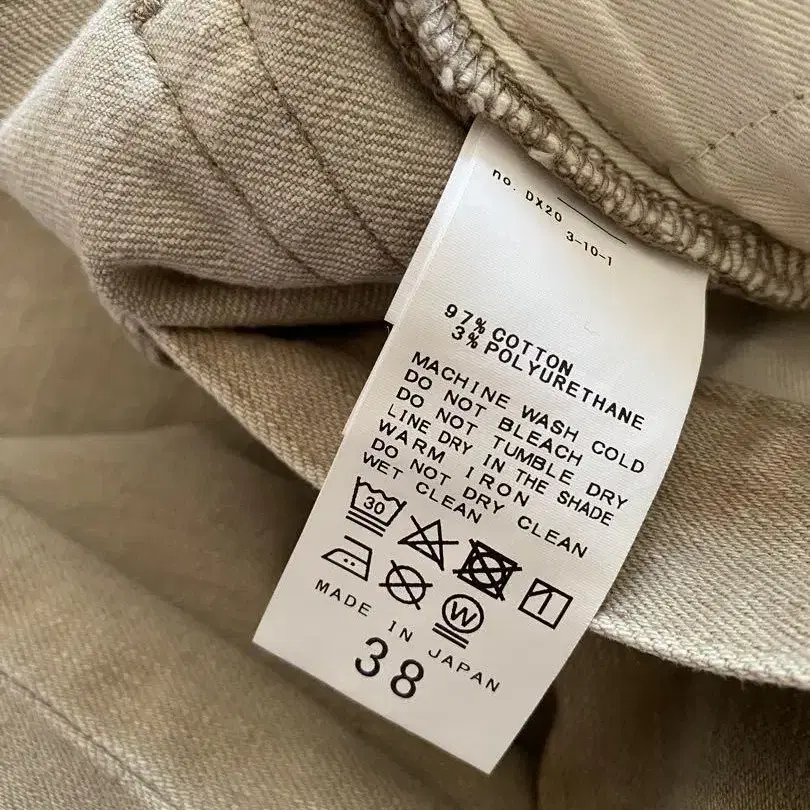 no. DX20
3-10-1
97% COTTON
3% POLYURETHANE
MACHINE WASH COLD
DO NOT BLEACH
DO NOT TUMBLE DRY
LINE DRY IN THE SHADE
WARM IRON
DO NOT DRY CLEAN
WET CLEAN
30
W
MADE IN JAPAN
38